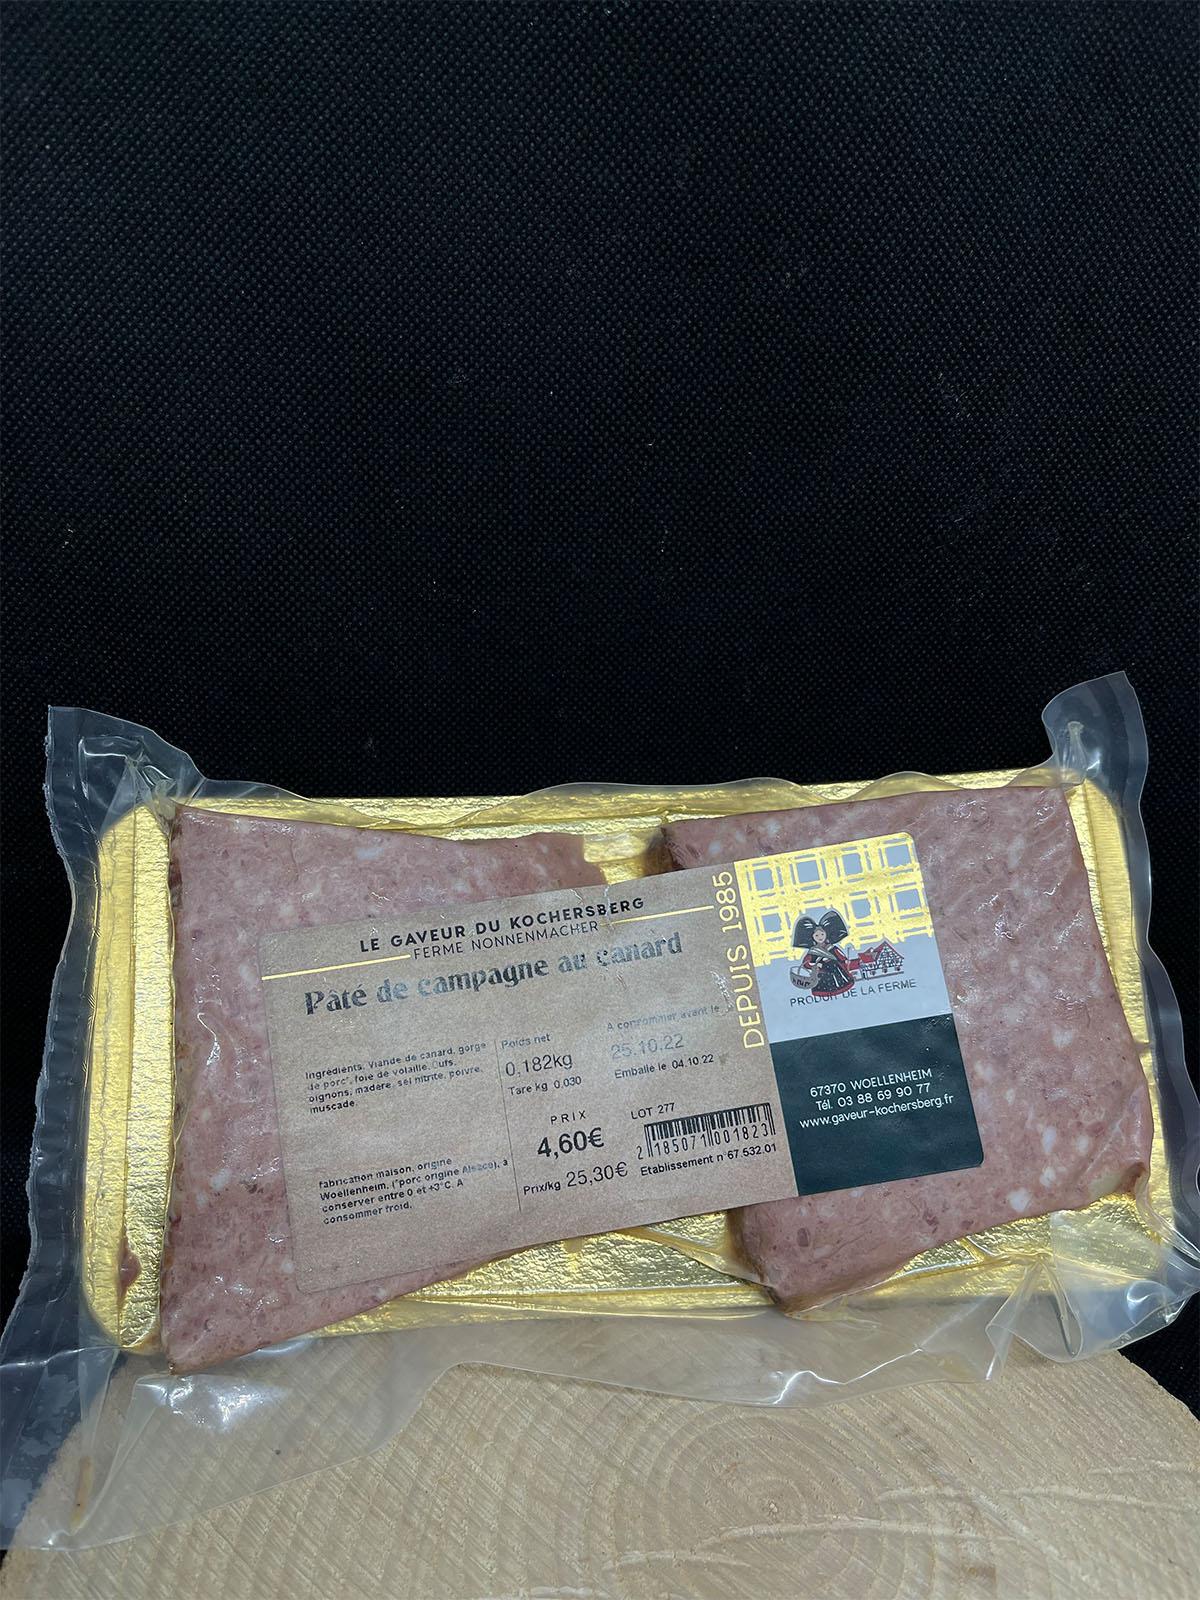 LE GAVEUR DU KOCHERSBERG
FERME NONNENMACHER
Pâté de campagne au canard
Ingrédients: Viande de canard, gorge
de porc*, foie de volaille, Œufs,
oignons, madère, sel nitrite, poivre,
muscade.
fabrication maison, origine
Woellenheim, (*porc origine Alsace), à
conserver entre 0 et +3°C. A
consommer froid.
Poids net
0,182kg
Tare kg 0,030
PRIX
4,60€
Prix/kg 25,30€
A consommer avant le
25.10.22
Emballé le 04.10.22
LOT 277
2 185071 001823
Etablissement n°67.532.01
DEPUIS 1985
PRODUIT DE LA FERME
67370 WOELLENHEIM
Tél. 03 88 69 90 77
www.gaveur-kochersberg.fr